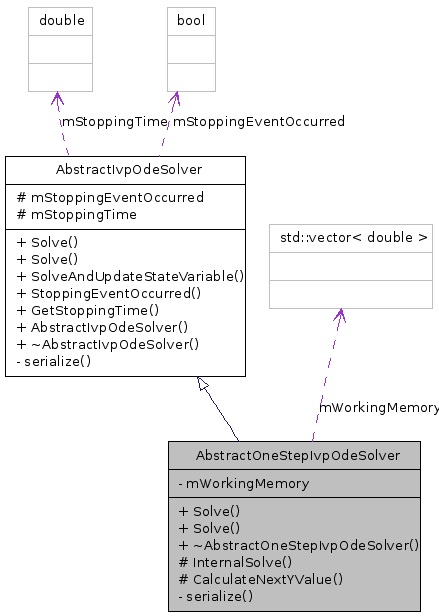 double
bool
mStoppingTime
mStoppingEventOccurred
AbstractIvpOdeSolver
# mStoppingEventOccurred
# mStoppingTime
+ Solve()
+ Solve()
+ SolveAndUpdateStateVariable()
+ StoppingEventOccurred()
+ GetStoppingTime()
+ AbstractIvpOdeSolver()
+ ~AbstractIvpOdeSolver()
- serialize()
std::vector< double >
mWorkingMemory
AbstractOneStepIvpOdeSolver
- mWorkingMemory
+ Solve()
+ Solve()
+ ~AbstractOneStepIvpOdeSolver()
# InternalSolve()
# CalculateNextYValue()
- serialize()